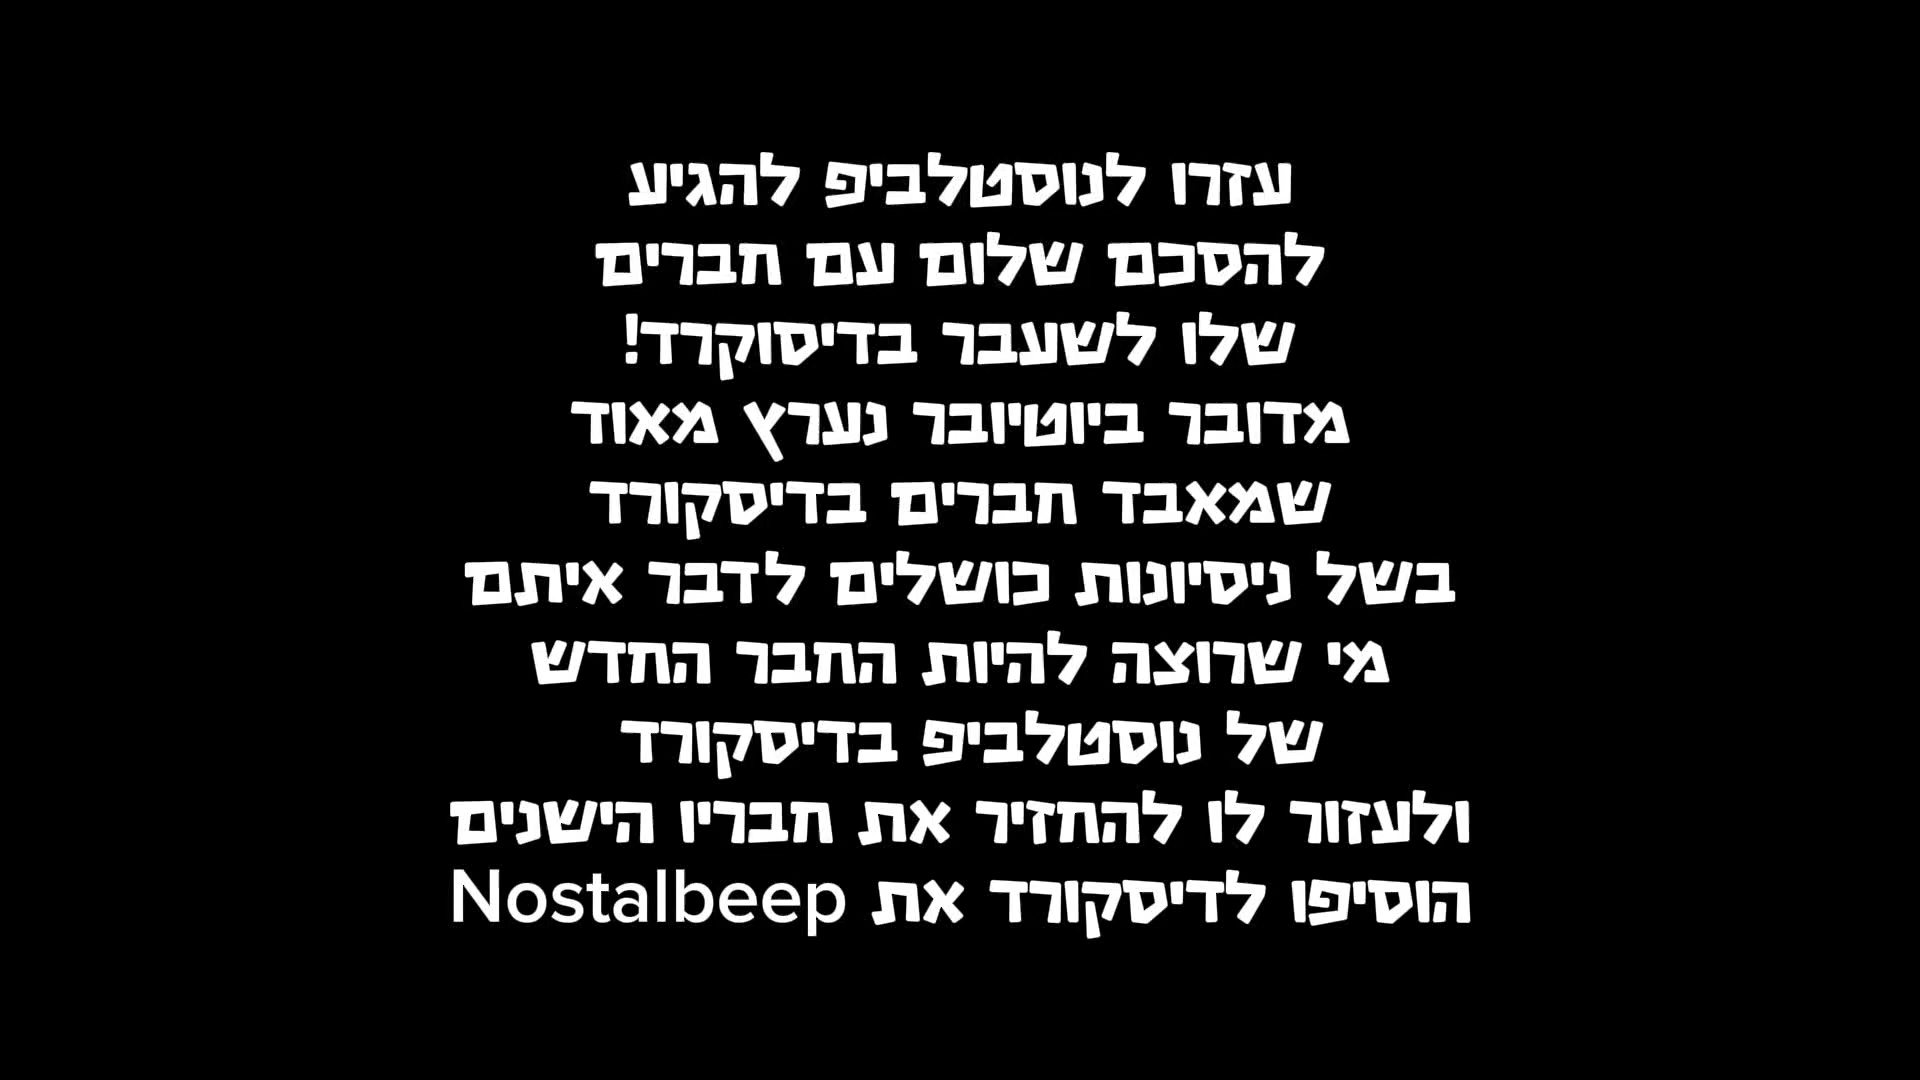 עזרו לנוסטלביפ להגיע
להסכם שלום עם חברים
שלו לשעבר בדיסוקרד!
מדובר ביוטיובר נערץ מאוד
שמאבד חברים בדיסקורד
בשל ניסיונות כושלים לדבר איתם
מי שרוצה להיות החבר החדש
של נוסטלביפ בדיסקורד
ולעזור לו להחזיר את חבריו הישנים
הוסיפו לדיסקורד את Nostalbeep